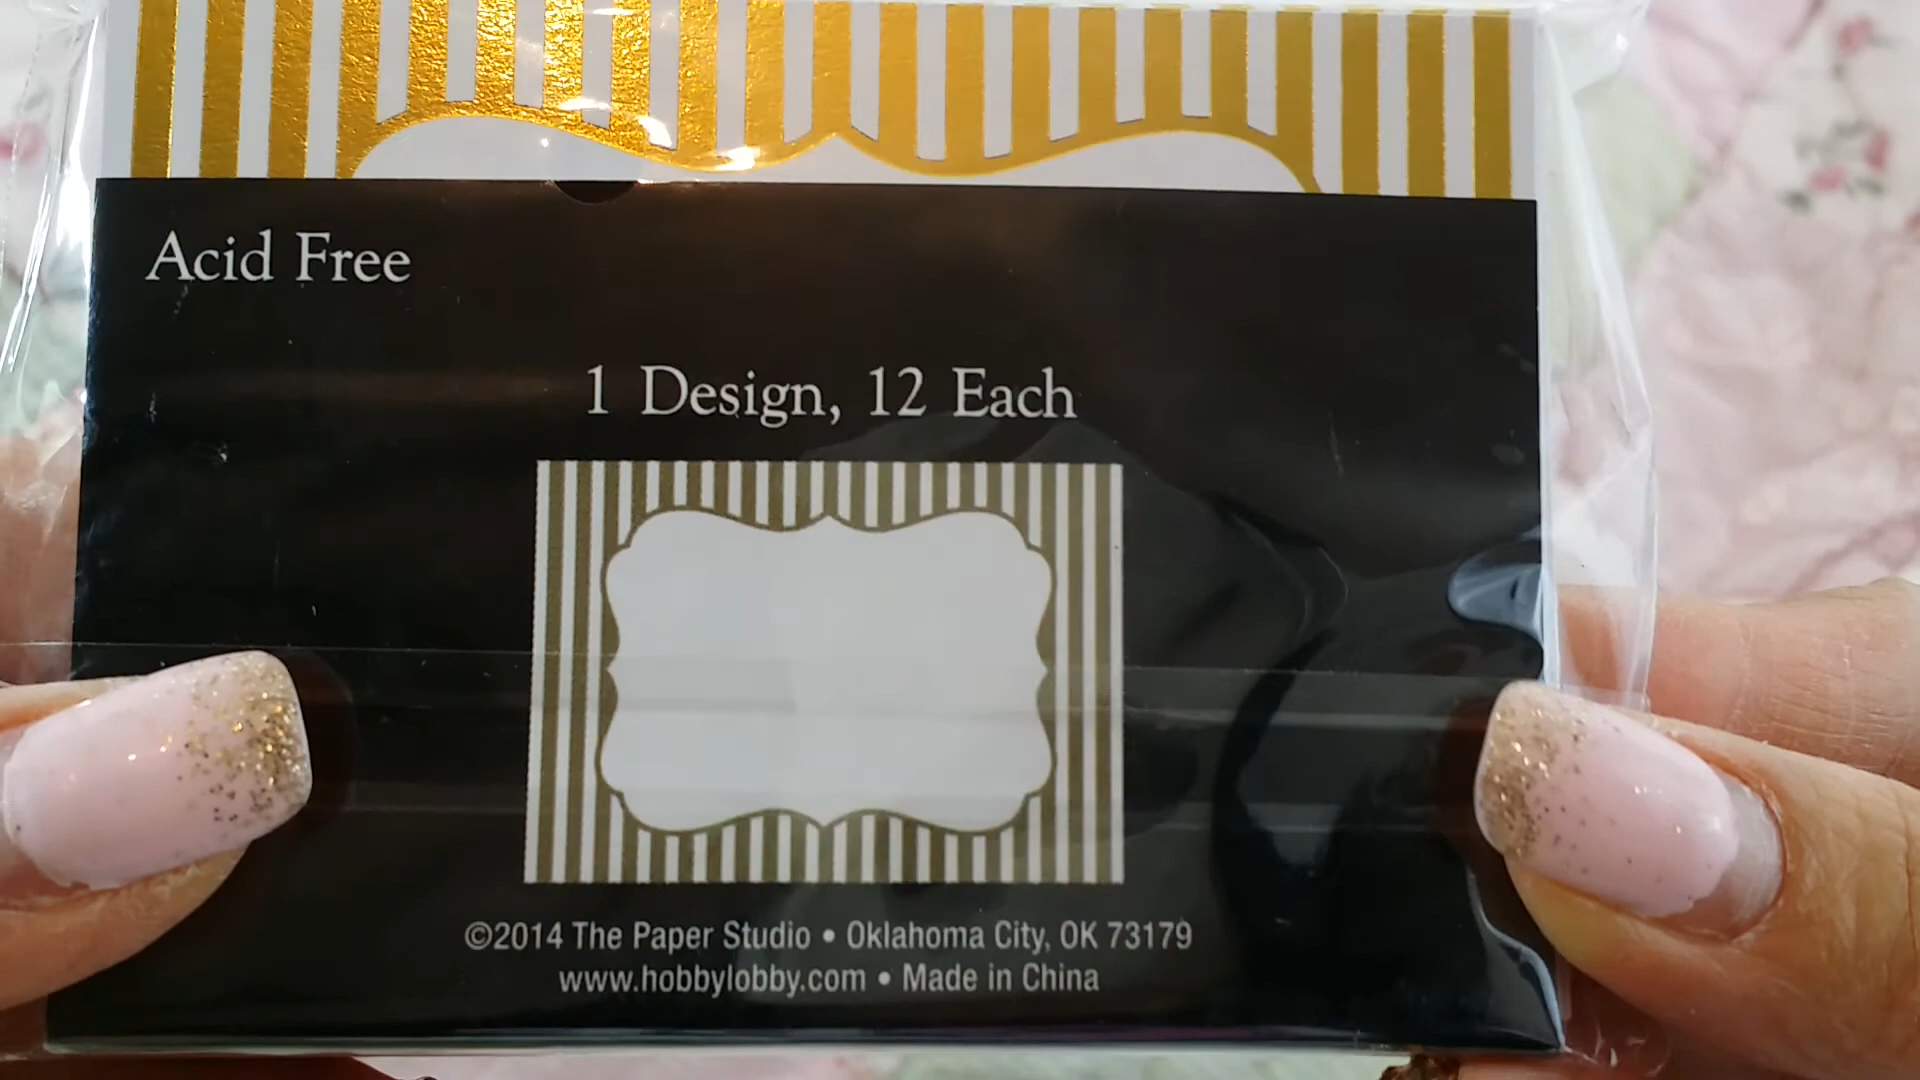 Acid Free
1 Design, 12 Each
©2014 The Paper Studio • Oklahoma City, OK 73179
www.hobbylobby.com • Made in China